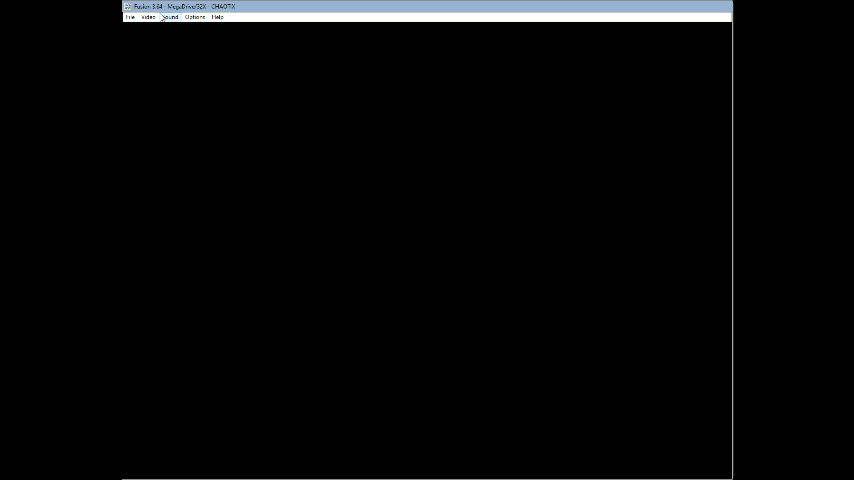 Fusion 3.64 - MegaDrive/32X - CHAOTIX
File Video Sound Options Help